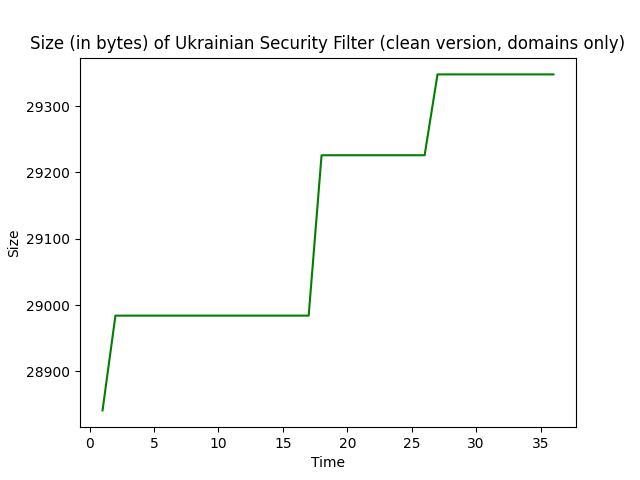 Size (in bytes) of Ukrainian Security Filter (clean version, domains only)
29300
29200
29100
29000
28900
Size
0 5 10 15 20 25 30 35
Time